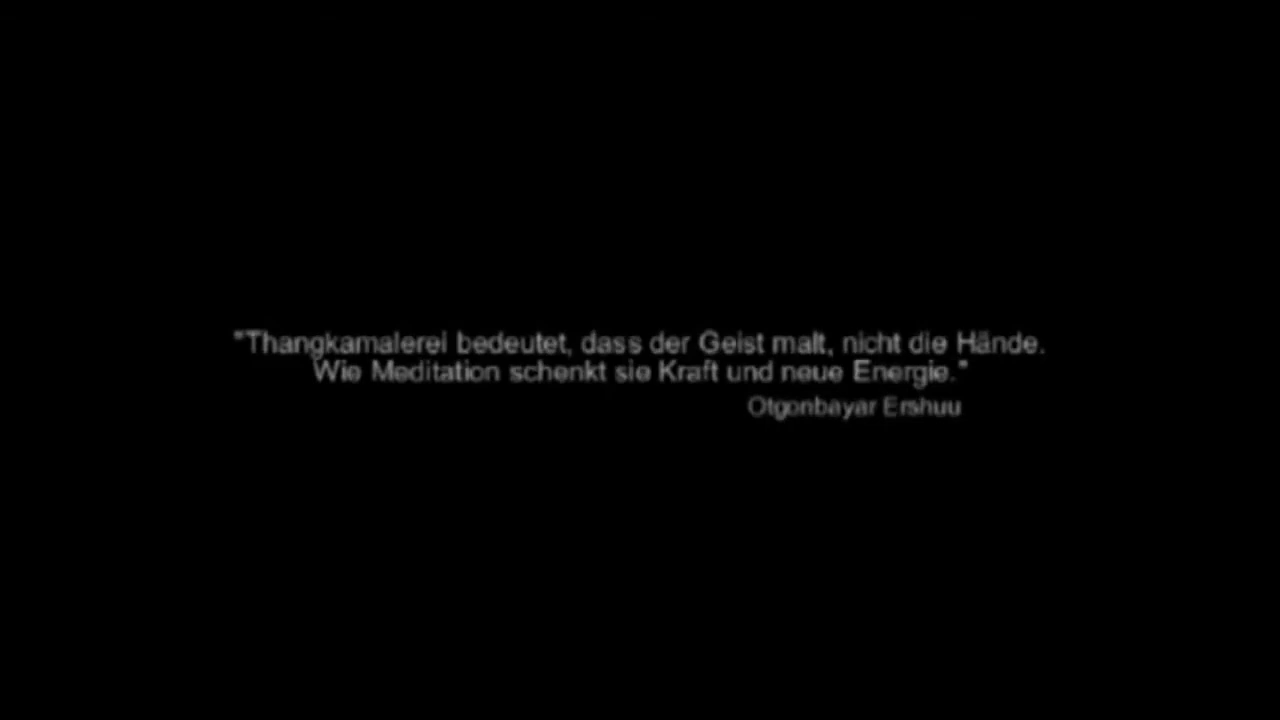 "Thangkamalerei bedeutet, dass der Geist malt, nicht die Hände.
Wie Meditation schenkt sie Kraft und neue Energie."
Otgonbayar Ershuu